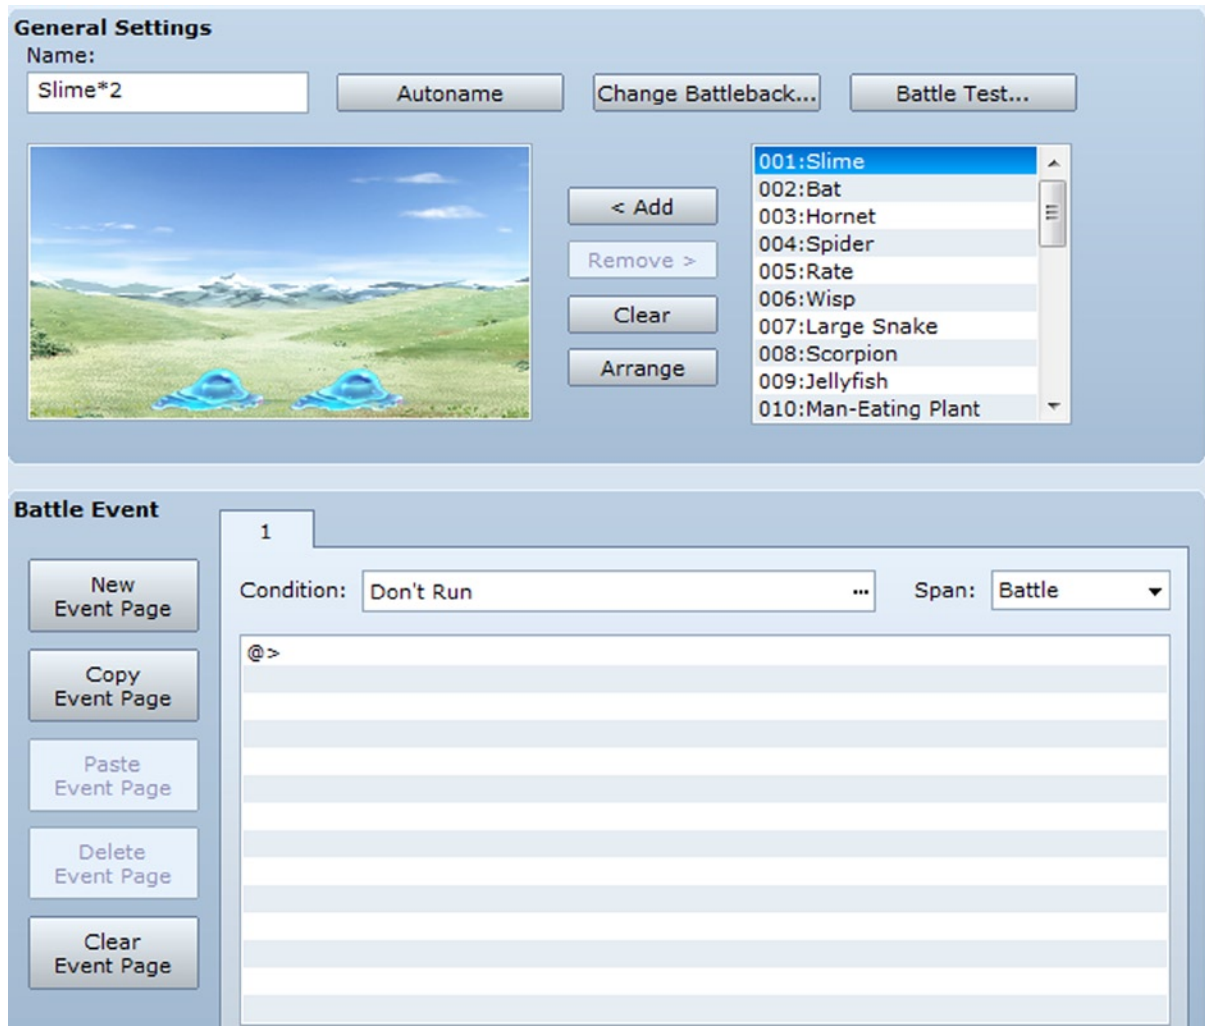 General Settings
Name:
Slime*2
Autoname
Change Battleback...
Battle Test...
< Add
Remove >
Clear
Arrange
001:Slime
002:Bat
003:Hornet
004:Spider
005:Rate
006:Wisp
007:Large Snake
008:Scorpion
009:Jellyfish
010:Man-Eating Plant
Battle Event
New
Event Page
Copy
Event Page
Paste
Event Page
Delete
Event Page
Clear
Event Page
1
Condition: Don't Run ...
Span: Battle
@>